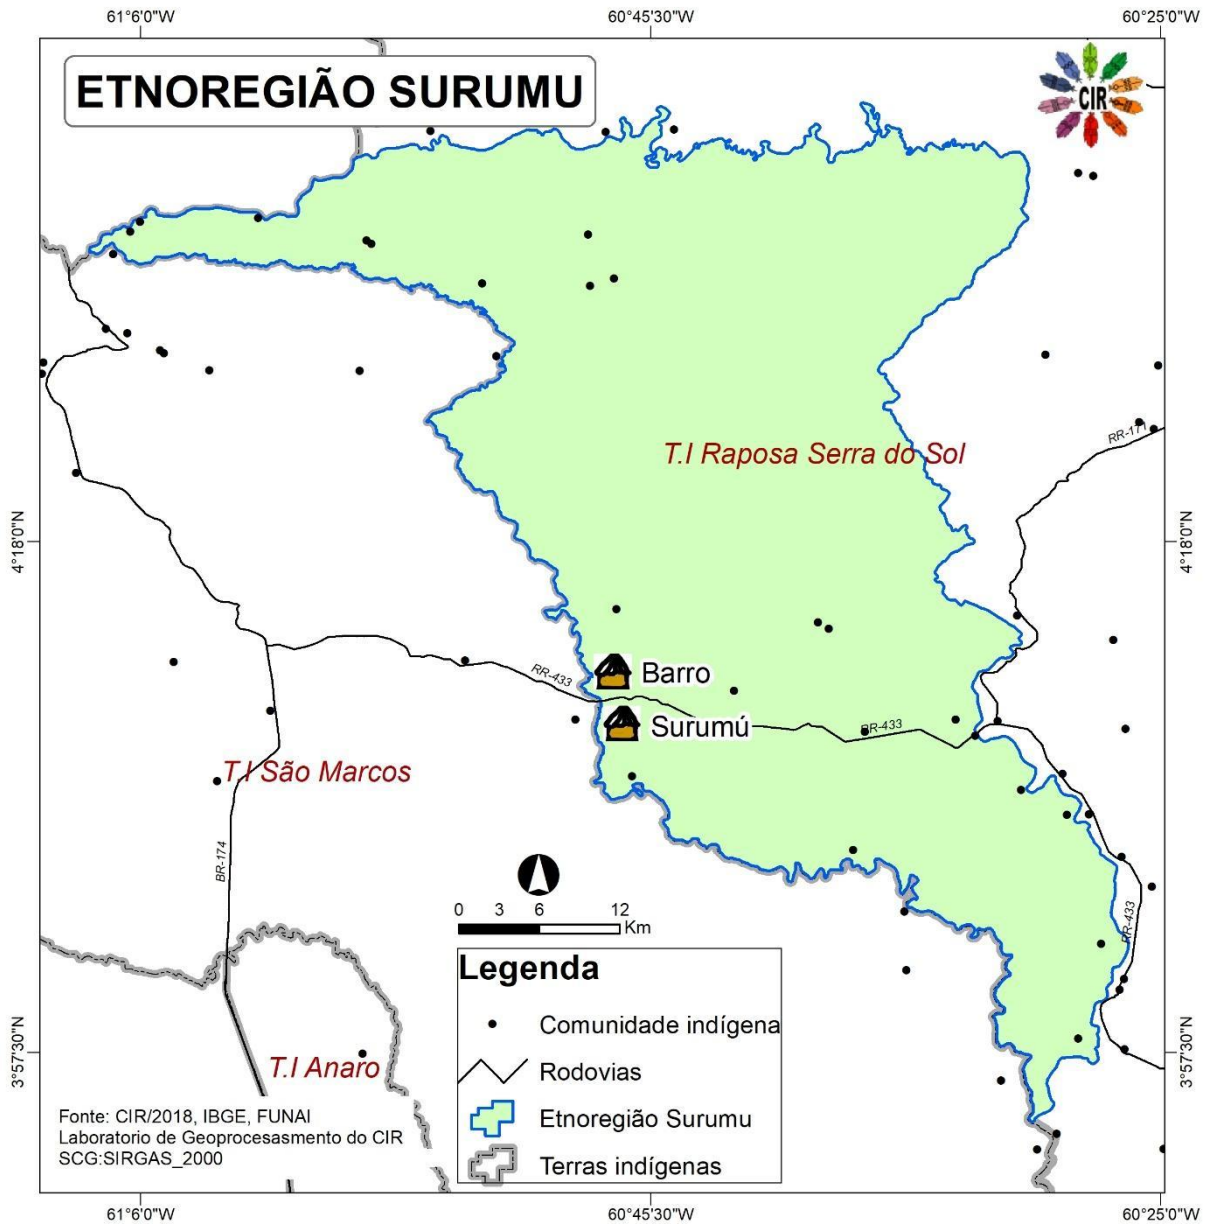 61°6'0"W
60°45'30"W
60°25'0"W
ETNOREGIÃO SURUMU
CIR
RR-171
T.I Raposa Serra do Sol
4°18'0"N
4°18'0"N
RR-433
Barro
Surumú
RR-433
T.I São Marcos
BR-174
RR-433
0 3 6 12
Km
Legenda
Comunidade indígena
Rodovias
Etnoregião Surumu
Terras indígenas
3°57'30"N
3°57'30"N
T.I Anaro
Fonte: CIR/2018, IBGE, FUNAI
Laboratorio de Geoprocesasmento do CIR
SCG:SIRGAS_2000
61°6'0"W
60°45'30"W
60°25'0"W